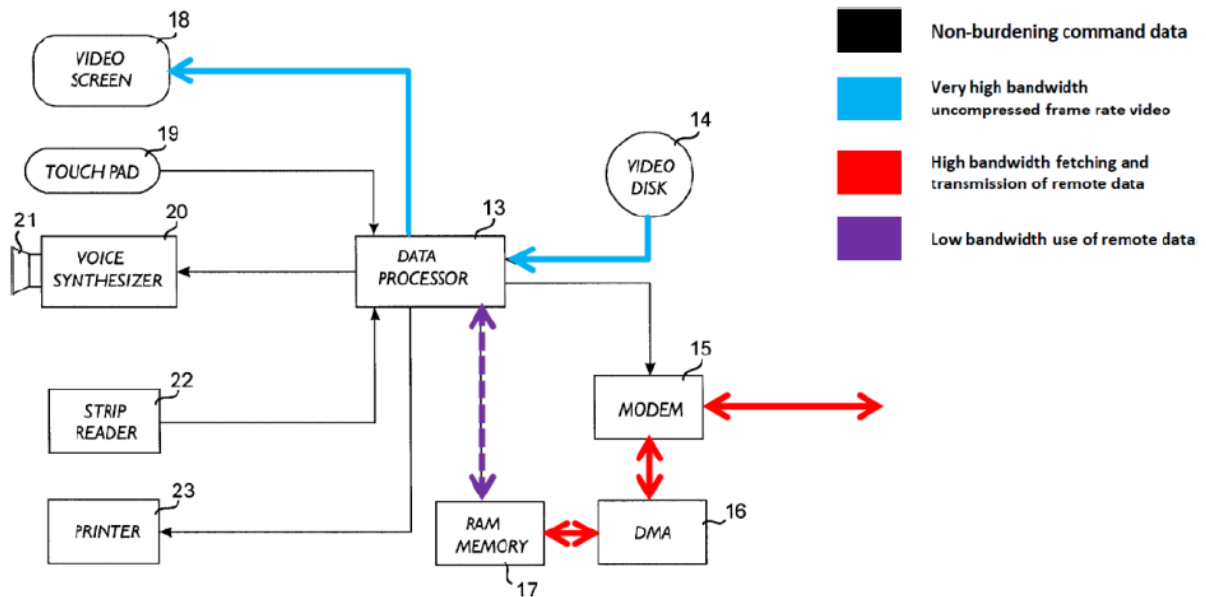 18
VIDEO
SCREEN
19
TOUCH PAD
21
20
VOICE
SYNTHESIZER
22
STRIP
READER
23
PRINTER
13
DATA
PROCESSOR
14
VIDEO
DISK
15
MODEM
16
DMA
RAM
MEMORY
17
Non-burdening command data
Very high bandwidth
uncompressed frame rate video
High bandwidth fetching and
transmission of remote data
Low bandwidth use of remote data